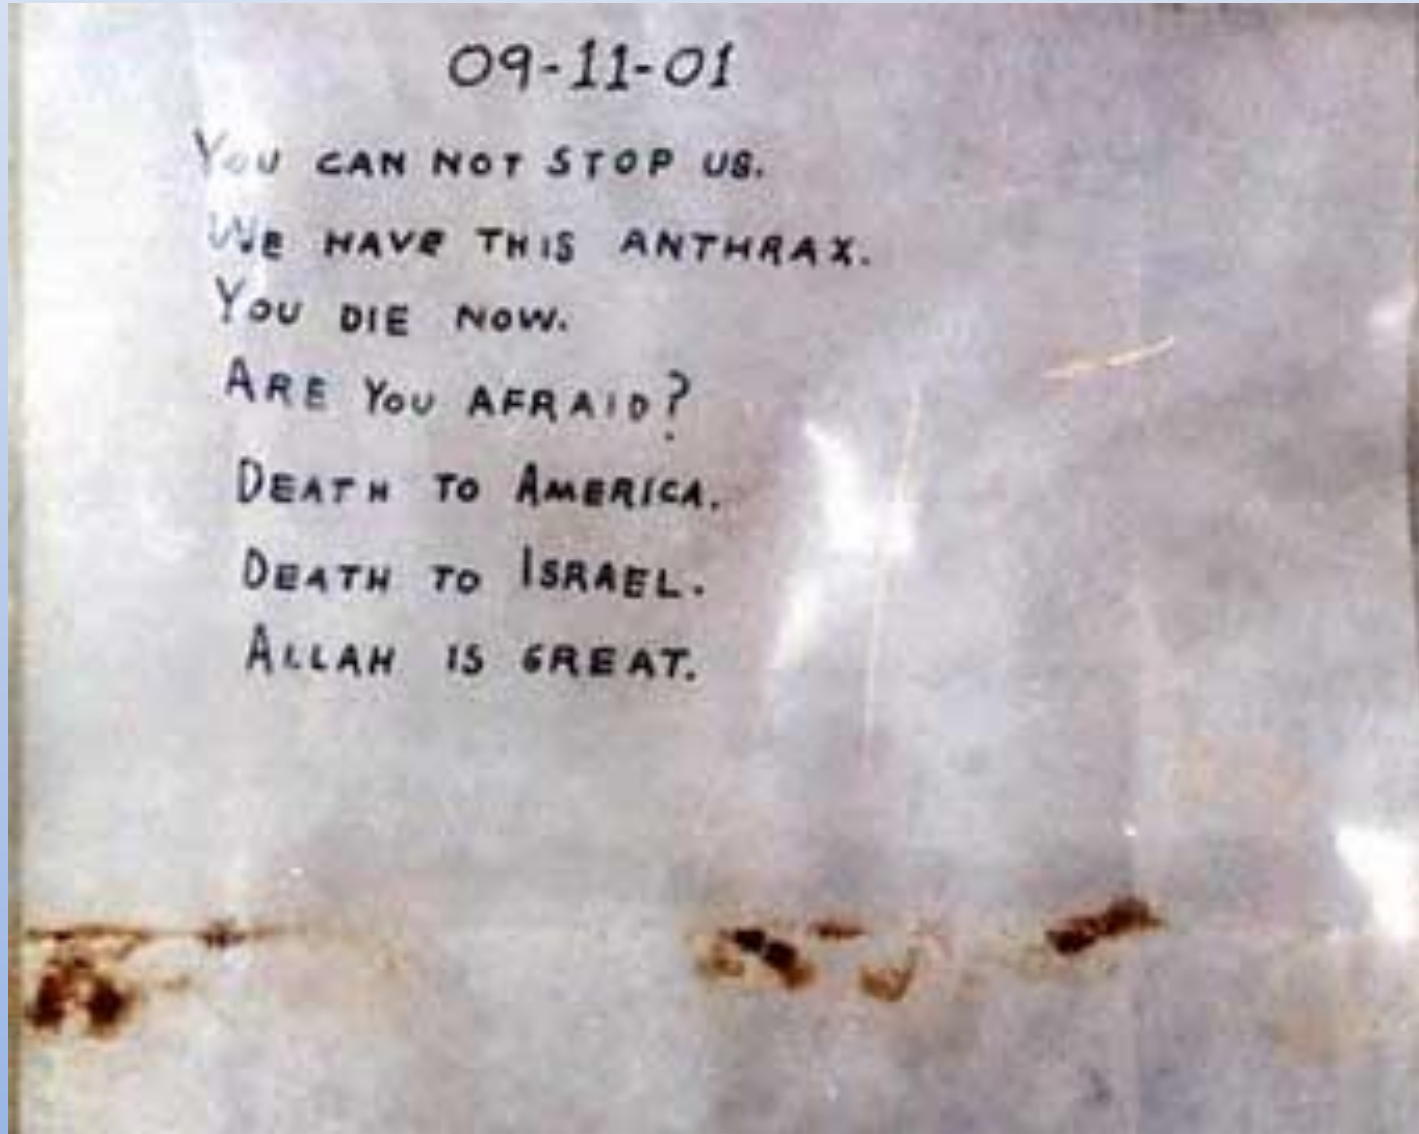 09-11-01
YOU CAN NOT STOP US.
WE HAVE THIS ANTHRAX.
YOU DIE NOW.
ARE YOU AFRAID?
DEATH TO AMERICA.
DEATH TO ISRAEL.
ALLAH IS GREAT.